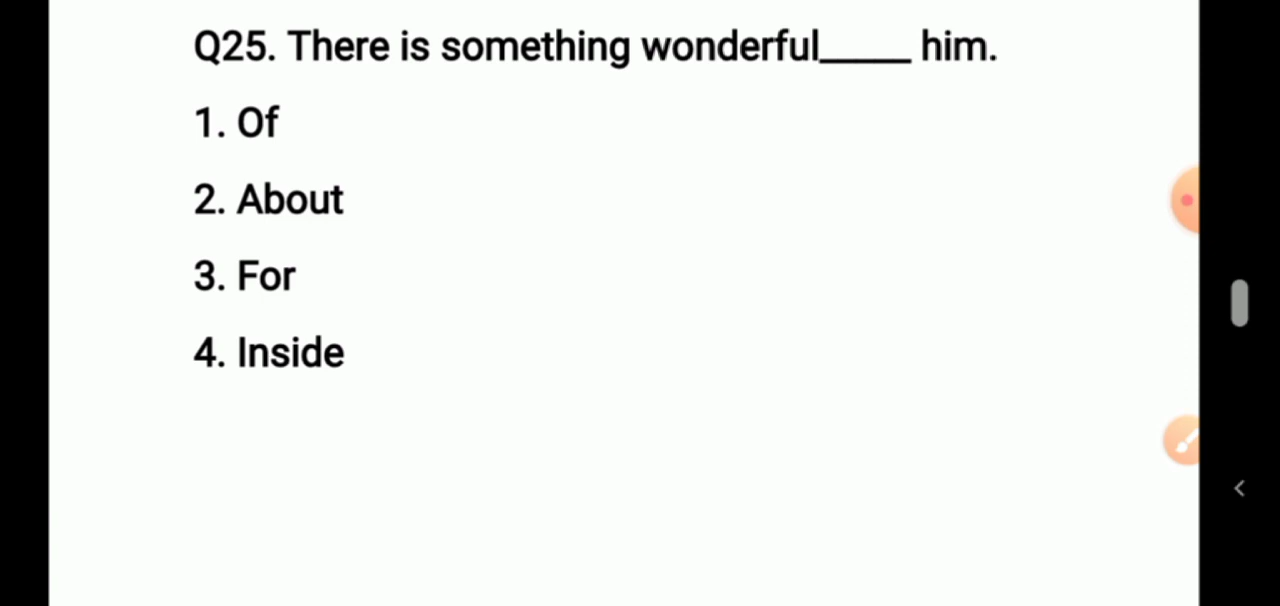 Q25. There is something wonderful_____ him.
1. Of
2. About
3. For
4. Inside